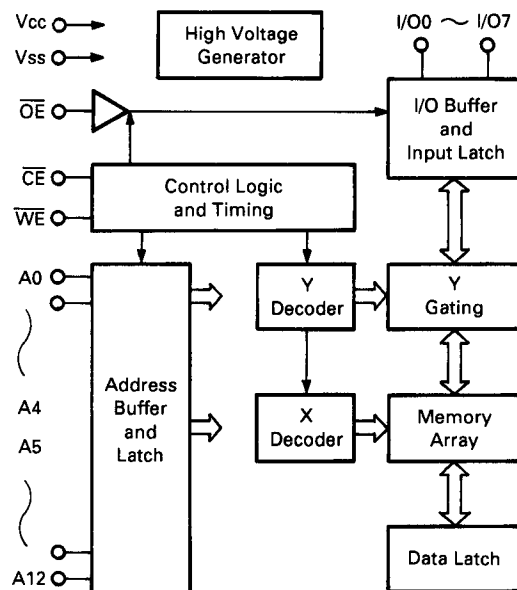 Vcc
Vss
High Voltage
Generator
I/O0 ~ I/O7
OE
I/O Buffer
and
Input Latch
CE
WE
Control Logic
and Timing
A0
A4
A5
A12
Address
Buffer
and
Latch
Y
Decoder
Y
Gating
X
Decoder
Memory
Array
Data Latch